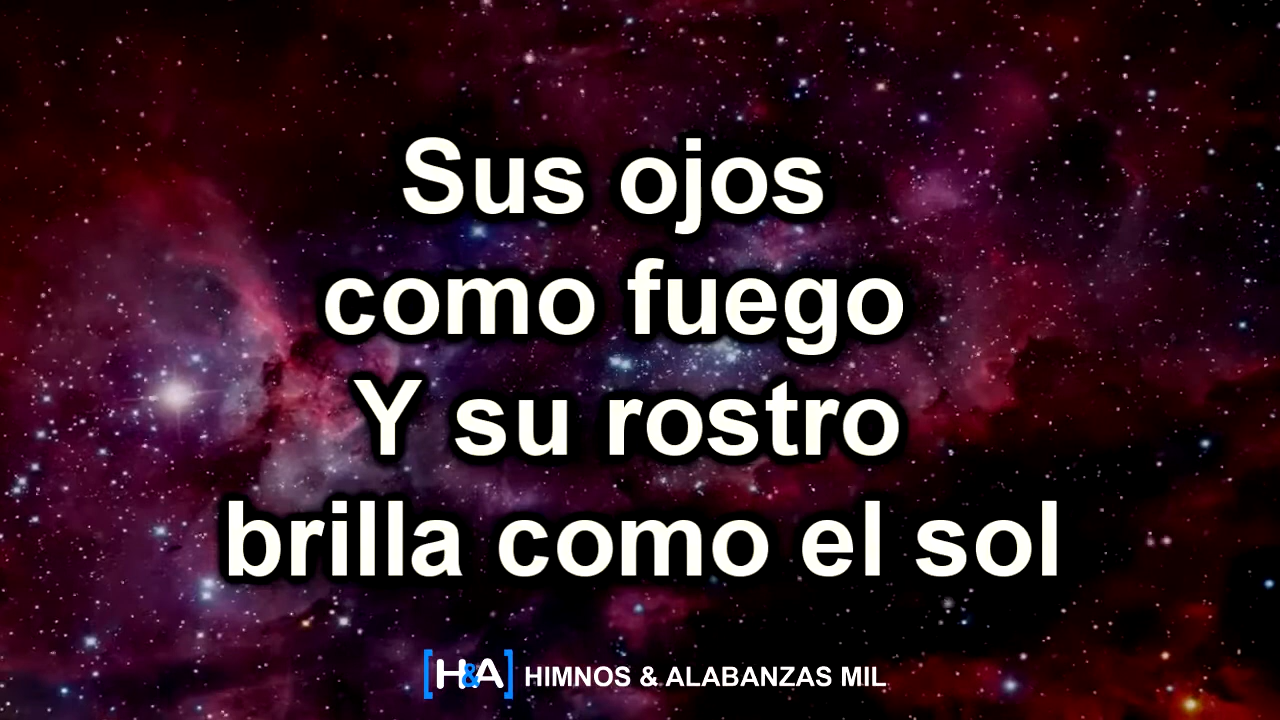 Sus ojos
como fuego
Y su rostro
brilla como el sol
[H&A] HIMNOS & ALABANZAS MIL